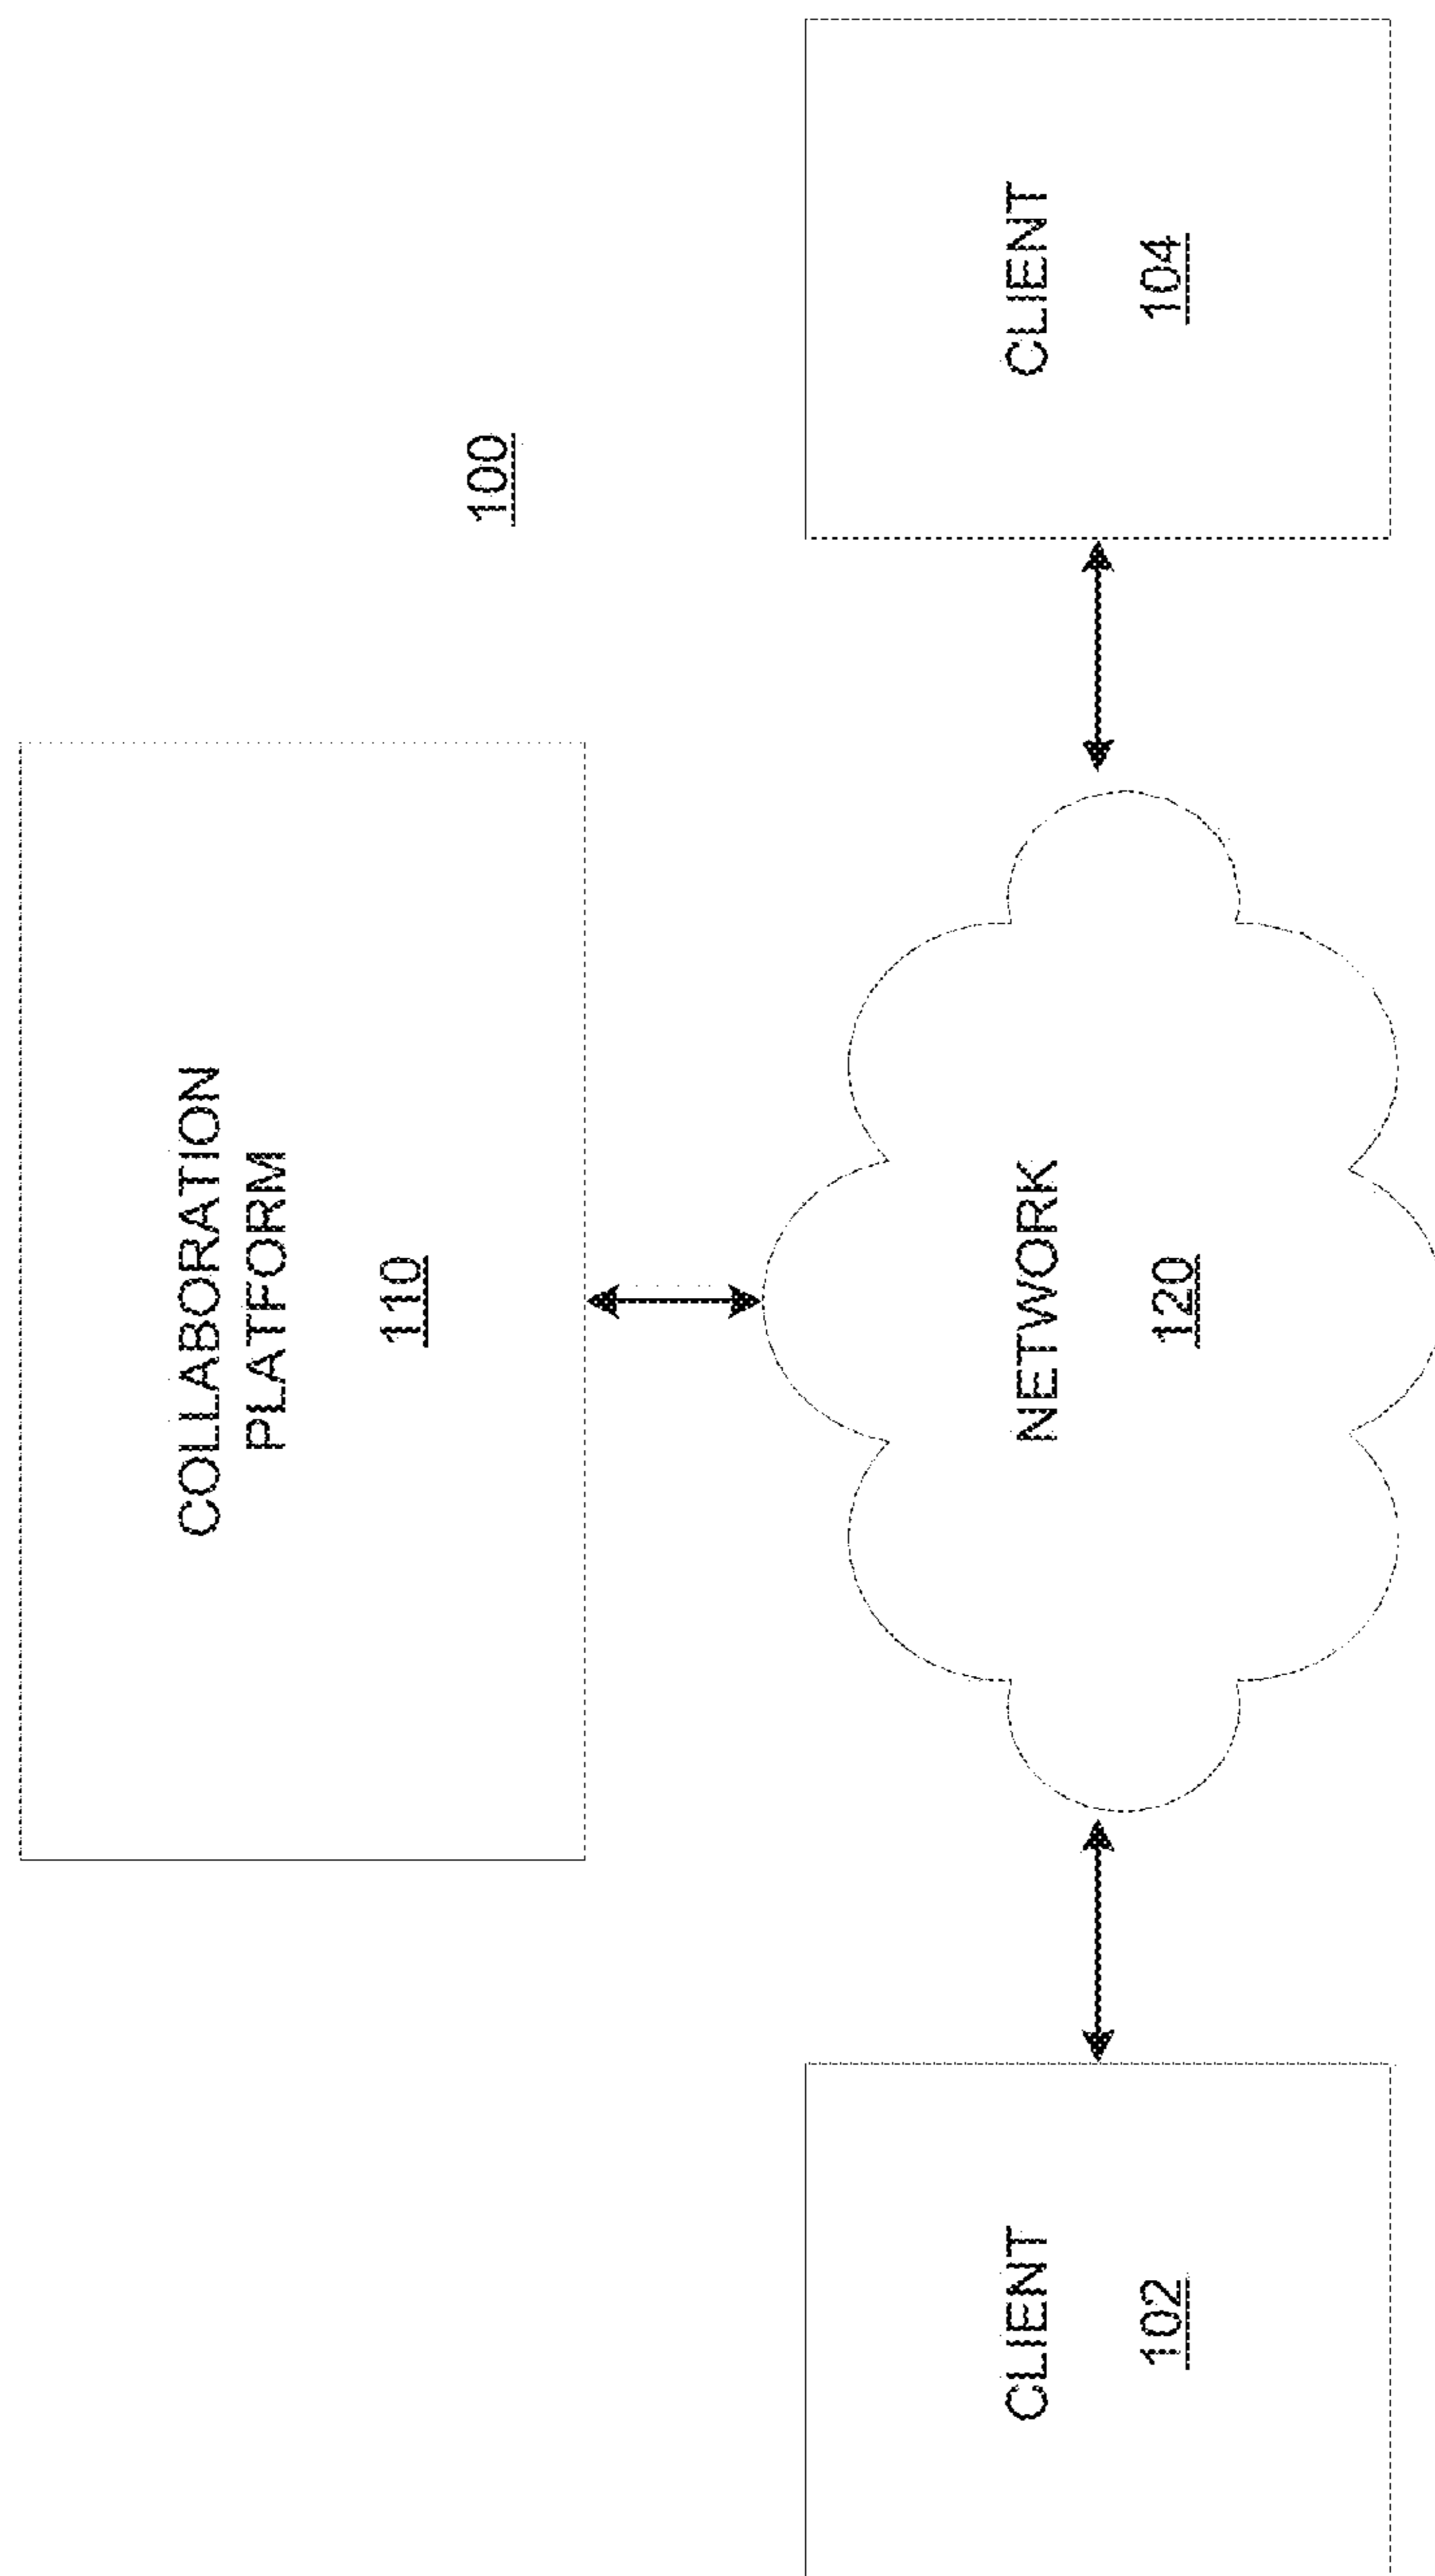 COLLABORATION
PLATFORM
110
100
CLIENT
102
NETWORK
120
CLIENT
104